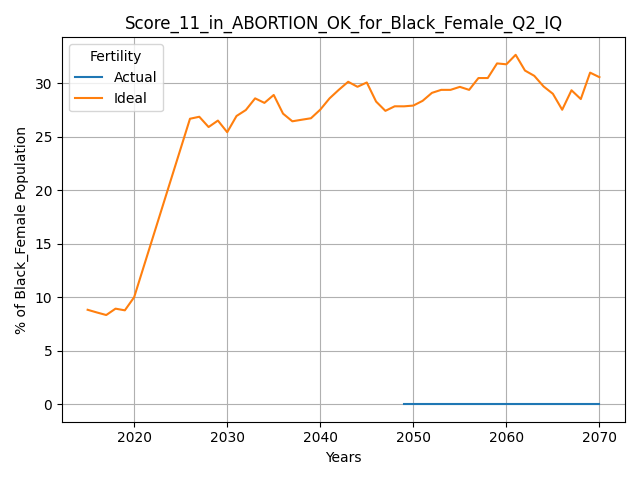 Score_11_in_ABORTION_OK_for_Black_Female_Q2_IQ
Fertility
Actual
Ideal
% of Black_Female Population
30
25
20
15
10
5
0
2020 2030 2040 2050 2060 2070
Years